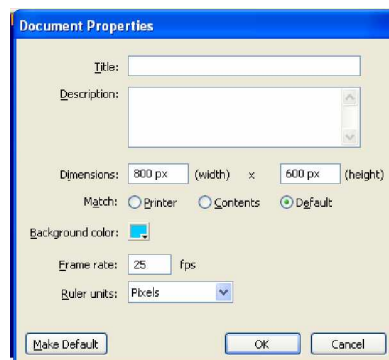 Document Properties
Title:
Description:
Dimensions: 800 px (width) x 600 px (height)
Match: Printer Contents Default
Background color:
Frame rate: 25 fps
Ruler units: Pixels
Make Default OK Cancel